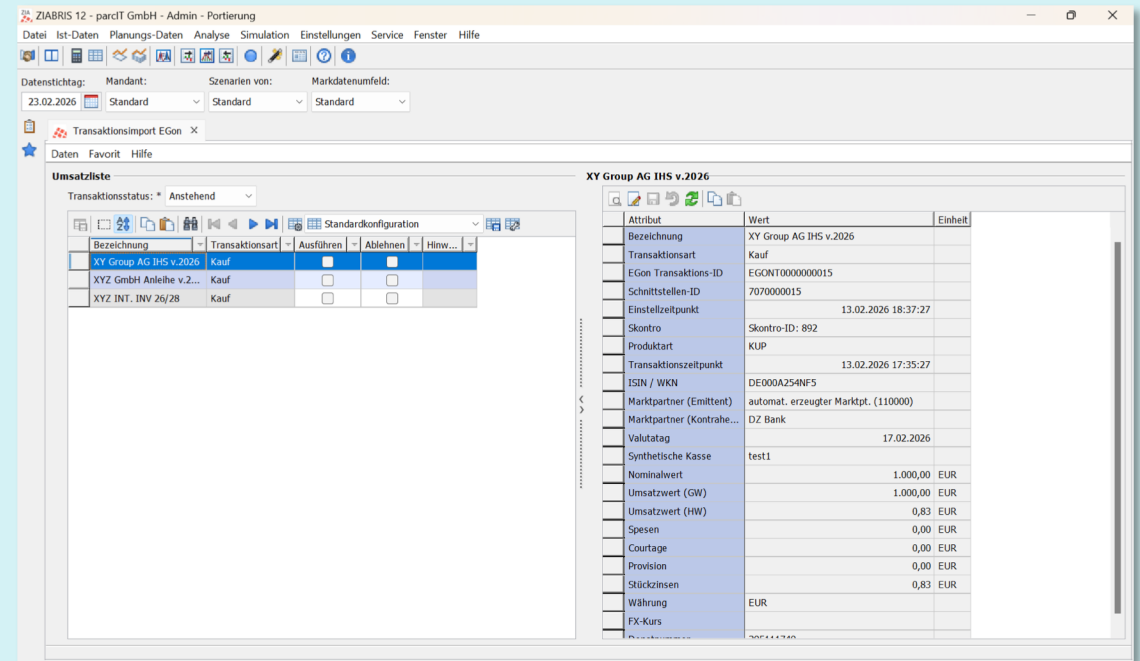 ZIABRIS 12 - parcIT GmbH - Admin - Portierung
Datei Ist-Daten Planungs-Daten Analyse Simulation Einstellungen Service Fenster Hilfe
Datenstichtag: Mandant: Szenarien von: Markdatenumfeld:
23.02.2026 Standard Standard Standard
Transaktionsimport EGon
Daten Favorit Hilfe
Umsatzliste
Transaktionsstatus: * Anstehend
Standardkonfiguration
Bezeichnung Transaktionsart Ausführen Ablehnen Hinw...
XY Group AG IHS v.2026 Kauf
XYZ GmbH Anleihe v.2... Kauf
XYZ INT. INV 26/28 Kauf
XY Group AG IHS v.2026
Attribut Wert Einheit
Bezeichnung XY Group AG IHS v.2026
Transaktionsart Kauf
EGon Transaktions-ID EGONT0000000015
Schnittstellen-ID 7070000015
Einstellzeitpunkt 13.02.2026 18:37:27
Skontro Skontro-ID: 892
Produktart KUP
Transaktionszeitpunkt 13.02.2026 17:35:27
ISIN / WKN DE000A254NF5
Marktpartner (Emittent) automat. erzeugter Marktpt. (110000)
Marktpartner (Kontrahe... DZ Bank
Valutatag 17.02.2026
Synthetische Kasse test1
Nominalwert 1.000,00 EUR
Umsatzwert (GW) 1.000,00 EUR
Umsatzwert (HW) 0,83 EUR
Spesen 0,00 EUR
Courtage 0,00 EUR
Provision 0,00 EUR
Stückzinsen 0,83 EUR
Währung EUR
FX-Kurs